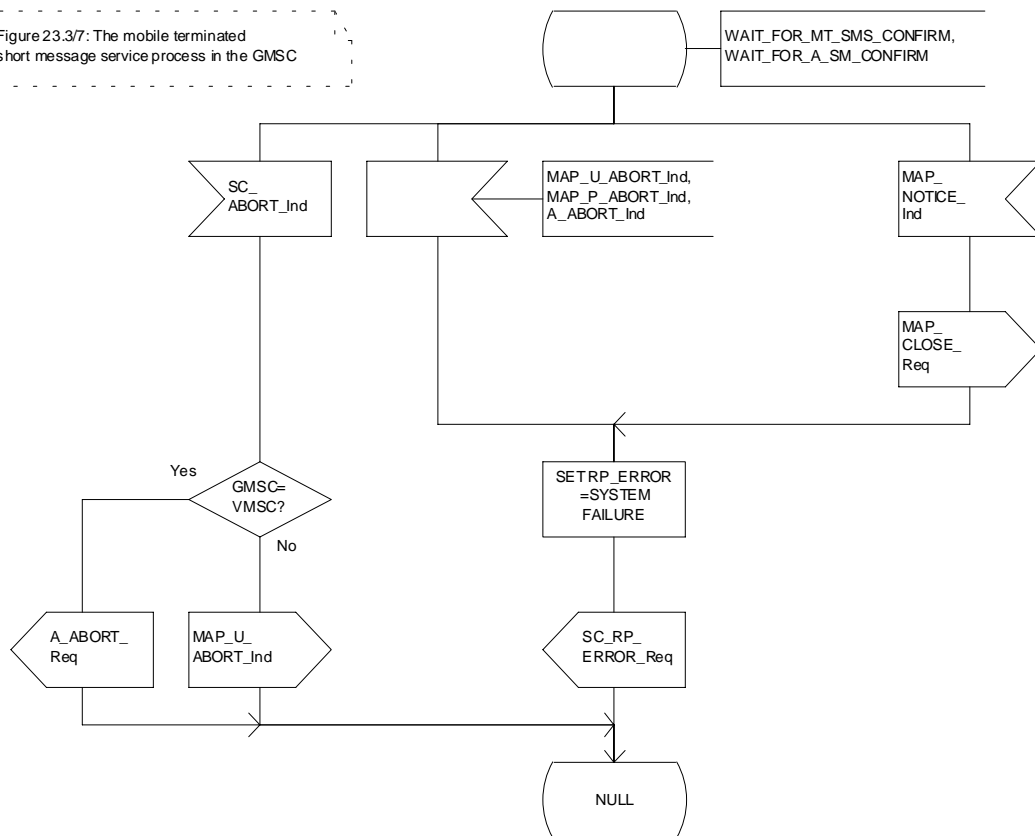 Figure 23.3/7: The mobile terminated
short message service process in the GMSC
WAIT_FOR_MT_SMS_CONFIRM,
WAIT_FOR_A_SM_CONFIRM
SC_
ABORT_Ind
MAP_U_ABORT_Ind,
MAP_P_ABORT_Ind,
A_ABORT_Ind
MAP_
NOTICE_
Ind
MAP_
CLOSE_
Req
Yes
GMSC=
VMSC?
No
SET RP_ERROR
=SYSTEM
FAILURE
A_ABORT_
Req
MAP_U_
ABORT_Ind
SC_RP_
ERROR_Req
NULL